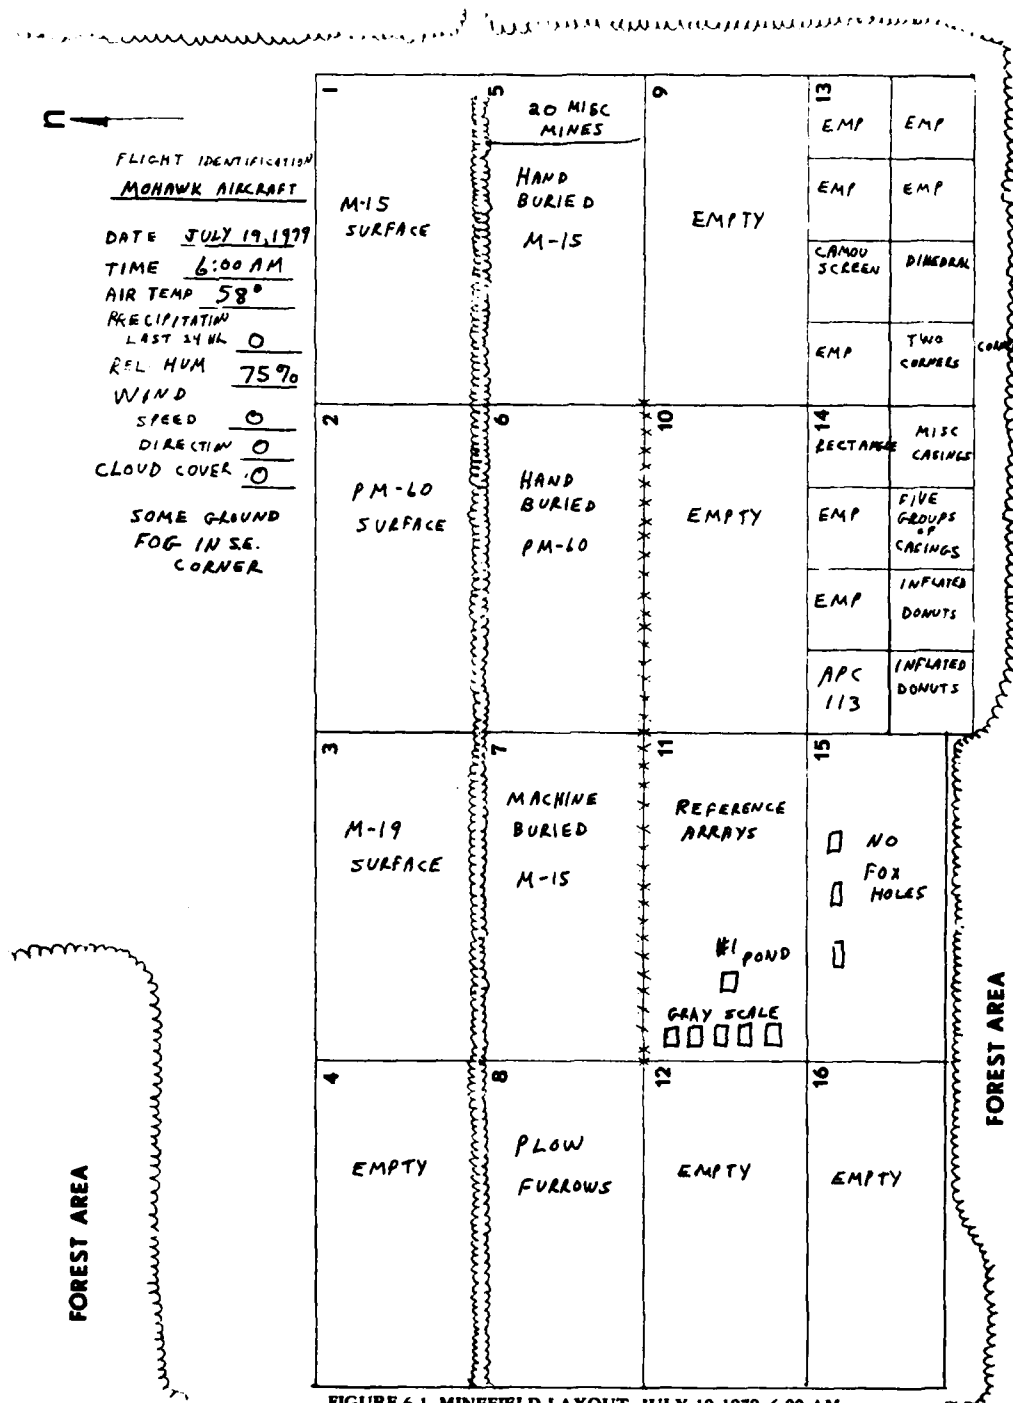 n
FLIGHT IDENTIFICATION
MOHAWK AIRCRAFT
DATE JULY 19, 1979
TIME 6:00 AM
AIR TEMP 58°
PRECIPITATION
LAST 24 HR. 0
REL. HUM 75%
WIND
SPEED 0
DIRECTION 0
CLOUD COVER .0
SOME GROUND
FOG IN S.E.
CORNER
1
M-15
SURFACE
5
20 MISC
MINES
HAND
BURIED
M-15
9
EMPTY
13
EMP
EMP
EMP
EMP
CAMOU
SCREEN
DIHEDRAL
EMP
TWO
CORNERS
2
PM-60
SURFACE
6
HAND
BURIED
PM-60
10
EMPTY
14
RECTANGLE
MISC
CASINGS
EMP
FIVE
GROUPS
OF
CASINGS
EMP
INFLATED
DONUTS
APC
113
INFLATED
DONUTS
3
M-19
SURFACE
7
MACHINE
BURIED
M-15
11
REFERENCE
ARRAYS
#1 POND
GRAY SCALE
15
NO
FOX
HOLES
4
EMPTY
8
PLOW
FURROWS
12
EMPTY
16
EMPTY
FOREST AREA
FOREST AREA
FIGURE 6-1. MINEFIELD LAYOUT, JULY 19, 1979, 6:00 AM